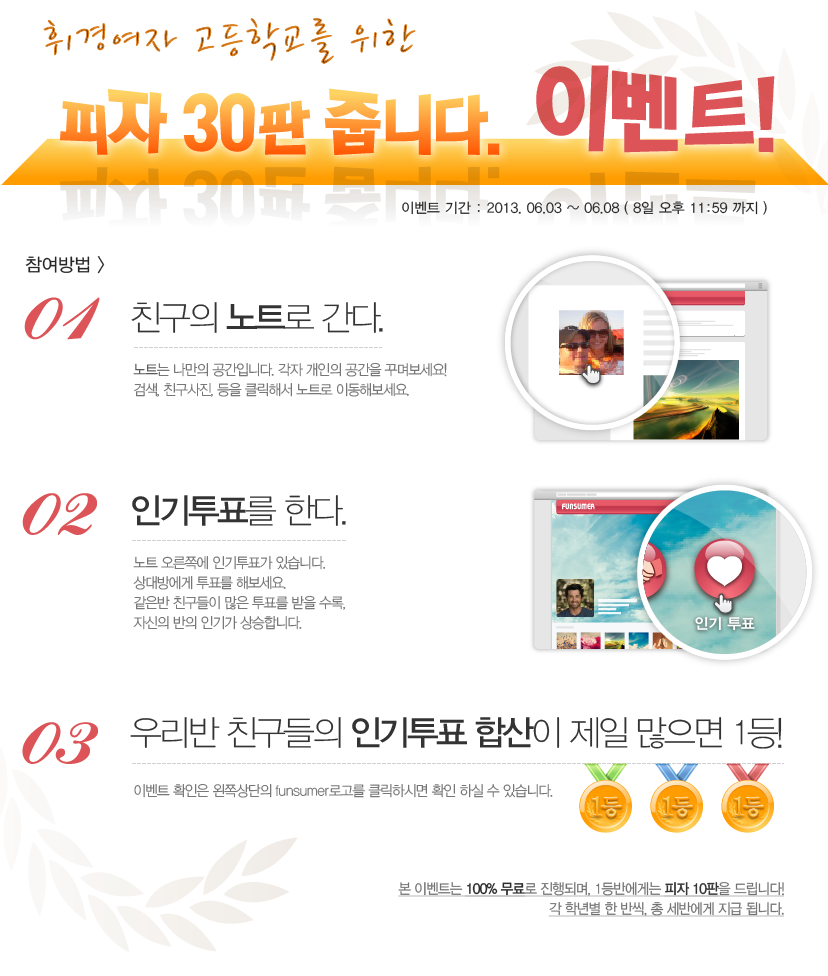 휘경여자 고등학교를 위한
피자 30판 줍니다. 이벤트!
이벤트 기간 : 2013. 06.03 ~ 06.08 ( 8일 오후 11:59 까지 )
참여방법 〉
01 친구의 노트로 간다.
노트는 나만의 공간입니다. 각자 개인의 공간을 꾸며보세요!
검색, 친구사진, 등을 클릭해서 노트로 이동해보세요.
02 인기투표를 한다.
노트 오른쪽에 인기투표가 있습니다.
상대방에게 투표를 해보세요.
같은반 친구들이 많은 투표를 받을 수록,
자신의 반의 인기가 상승합니다.
FUNSUMER
인기 투표
03 우리반 친구들의 인기투표 합산이 제일 많으면 1등!
이벤트 확인은 왼쪽상단의 funsumer로고를 클릭하시면 확인 하실 수 있습니다.
1등 1등 1등
본 이벤트는 100% 무료로 진행되며, 1등반에게는 피자 10판을 드립니다!
각 학년별 한 반씩, 총 세반에게 지급 됩니다.